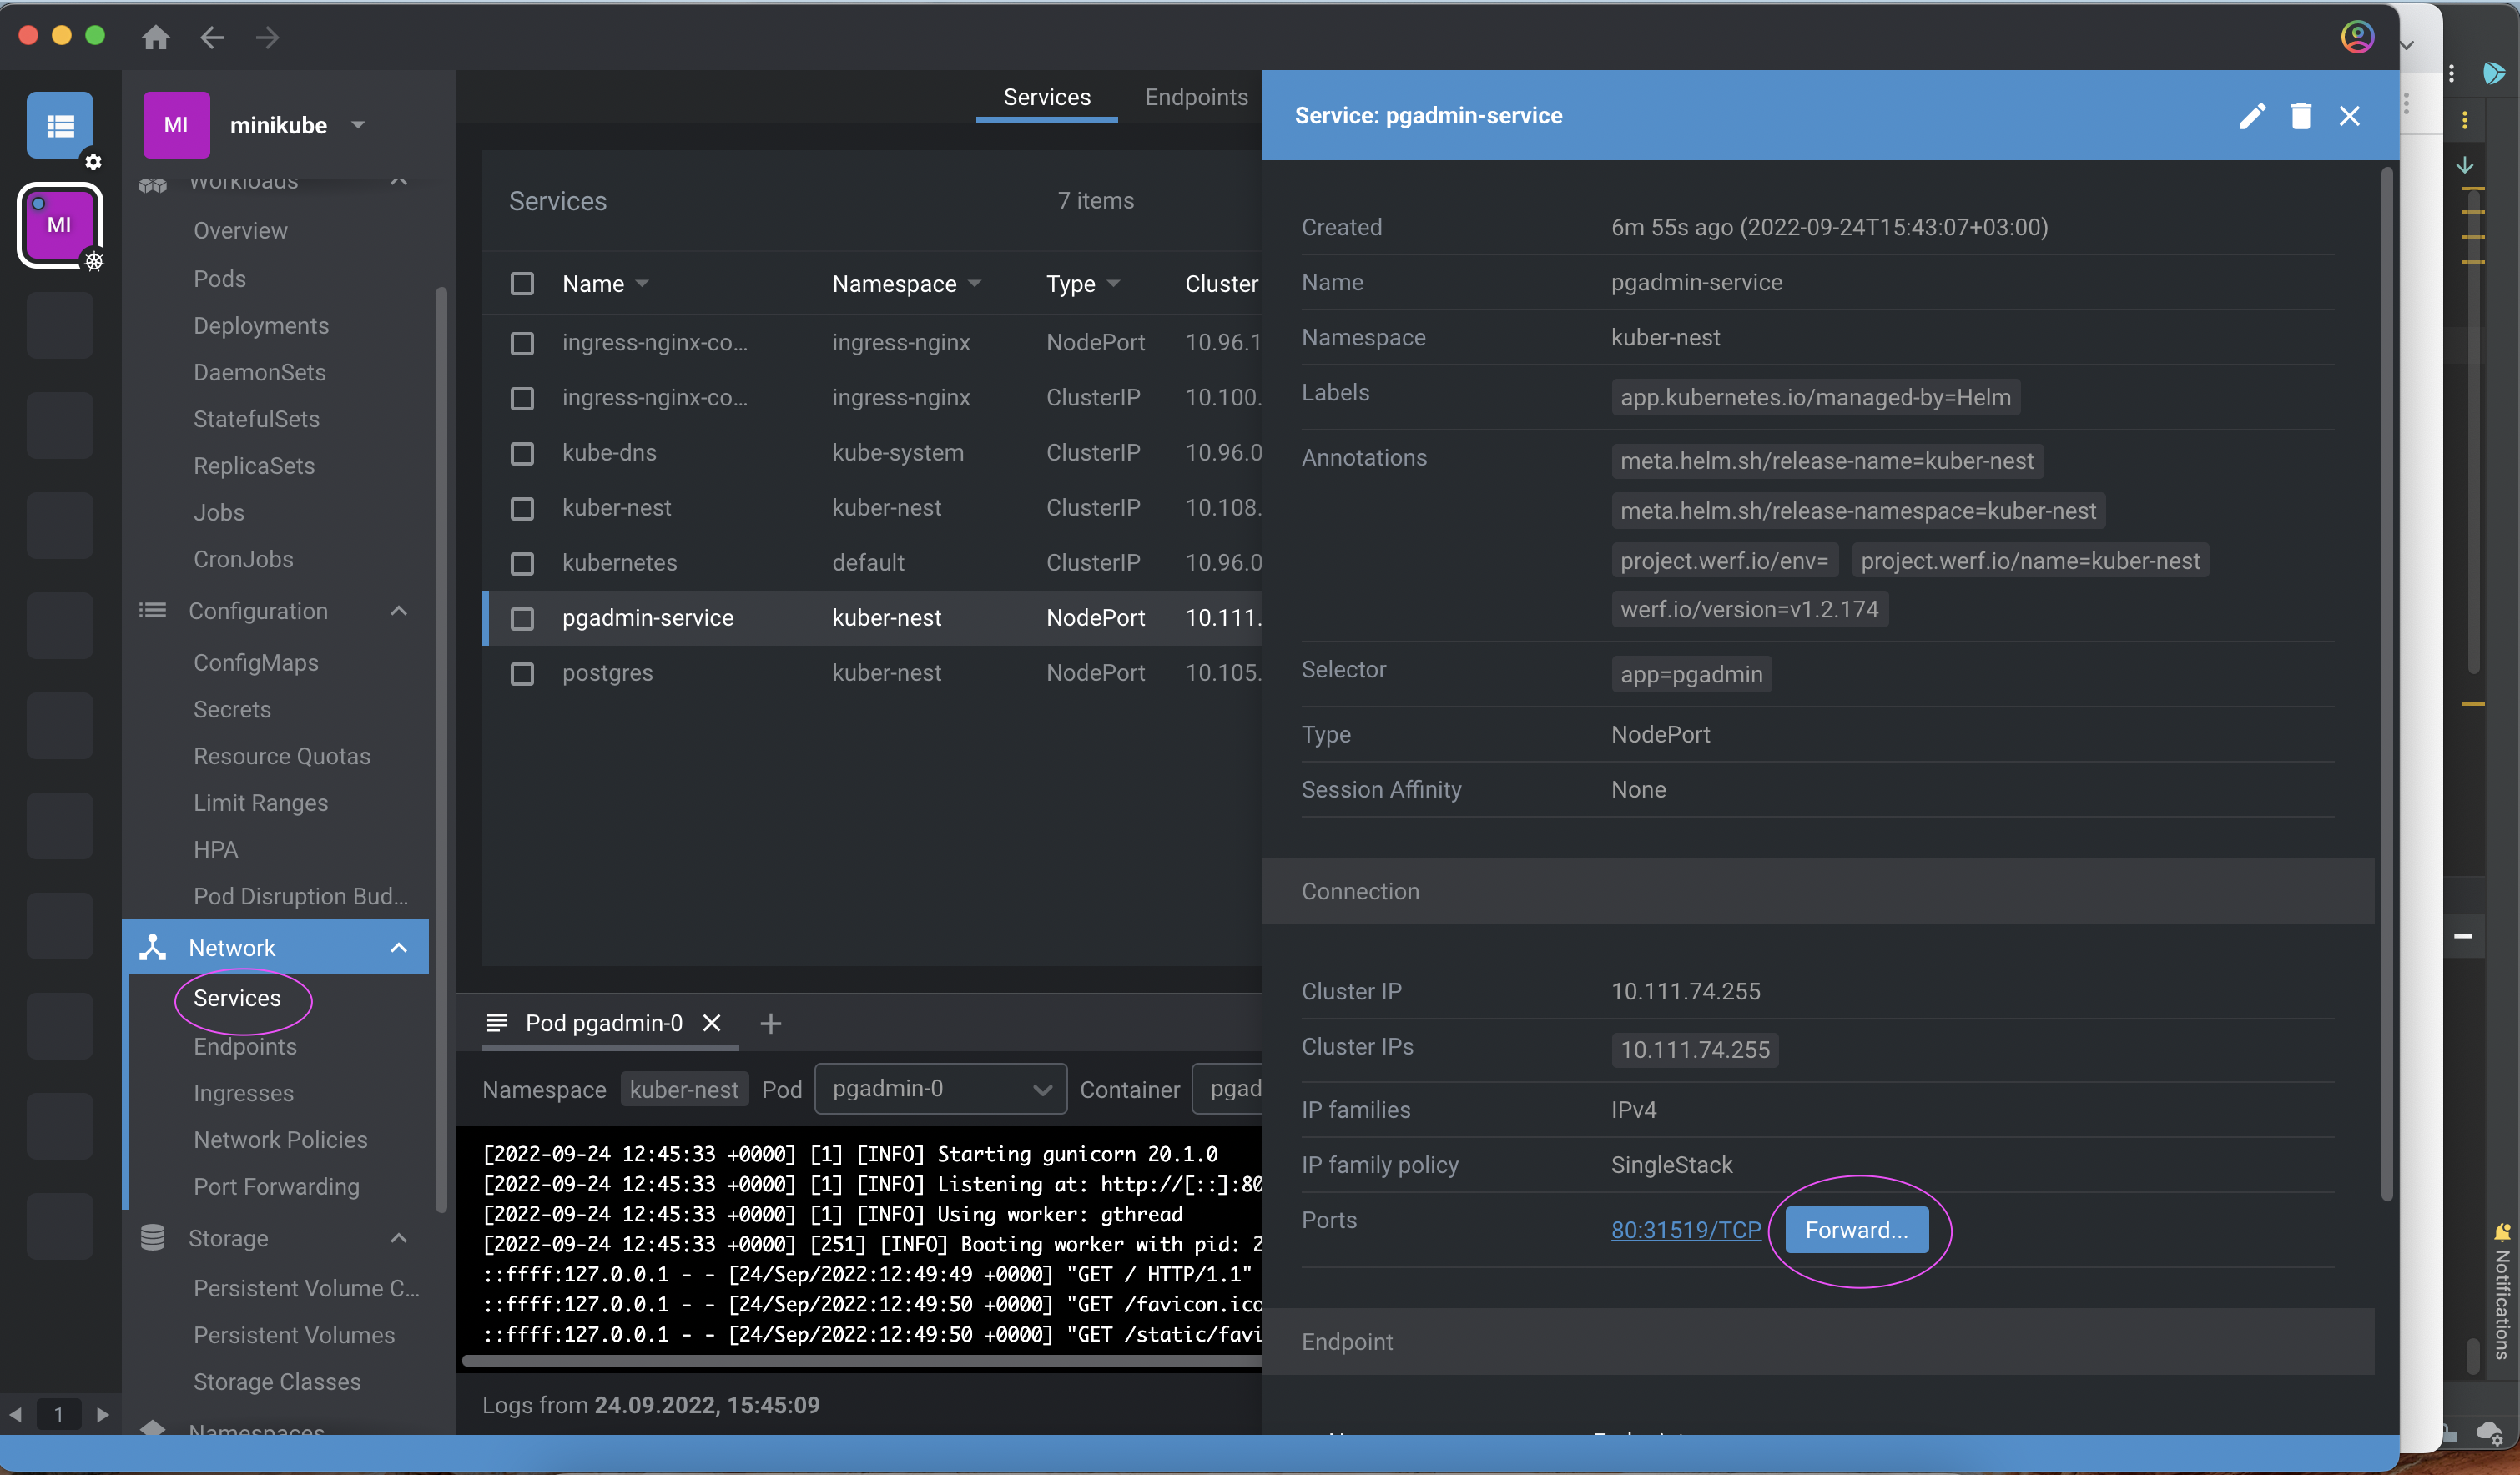 MI
minikube
MI
Workloads
Overview
Pods
Deployments
DaemonSets
StatefulSets
ReplicaSets
Jobs
CronJobs
Configuration
ConfigMaps
Secrets
Resource Quotas
Limit Ranges
HPA
Pod Disruption Bud...
Network
Services
Endpoints
Ingresses
Network Policies
Port Forwarding
Storage
Persistent Volume C...
Persistent Volumes
Storage Classes
Namespaces
1
Services Endpoints
Services 7 items
Name Namespace Type Cluster
ingress-nginx-co... ingress-nginx NodePort 10.96.1
ingress-nginx-co... ingress-nginx ClusterIP 10.100.
kube-dns kube-system ClusterIP 10.96.0
kuber-nest kuber-nest ClusterIP 10.108.
kubernetes default ClusterIP 10.96.0
pgadmin-service kuber-nest NodePort 10.111.
postgres kuber-nest NodePort 10.105.
Pod pgadmin-0
Namespace kuber-nest Pod pgadmin-0 Container pgad
[2022-09-24 12:45:33 +0000] [1] [INFO] Starting gunicorn 20.1.0
[2022-09-24 12:45:33 +0000] [1] [INFO] Listening at: http://[::]:80
[2022-09-24 12:45:33 +0000] [1] [INFO] Using worker: gthread
[2022-09-24 12:45:33 +0000] [251] [INFO] Booting worker with pid: 2
::ffff:127.0.0.1 - - [24/Sep/2022:12:49:49 +0000] "GET / HTTP/1.1"
::ffff:127.0.0.1 - - [24/Sep/2022:12:49:50 +0000] "GET /favicon.ico
::ffff:127.0.0.1 - - [24/Sep/2022:12:49:50 +0000] "GET /static/favi
Logs from 24.09.2022, 15:45:09
Service: pgadmin-service
Created 6m 55s ago (2022-09-24T15:43:07+03:00)
Name pgadmin-service
Namespace kuber-nest
Labels app.kubernetes.io/managed-by=Helm
Annotations meta.helm.sh/release-name=kuber-nest
meta.helm.sh/release-namespace=kuber-nest
project.werf.io/env= project.werf.io/name=kuber-nest
werf.io/version=v1.2.174
Selector app=pgadmin
Type NodePort
Session Affinity None
Connection
Cluster IP 10.111.74.255
Cluster IPs 10.111.74.255
IP families IPv4
IP family policy SingleStack
Ports 80:31519/TCP Forward...
Endpoint
Notifications